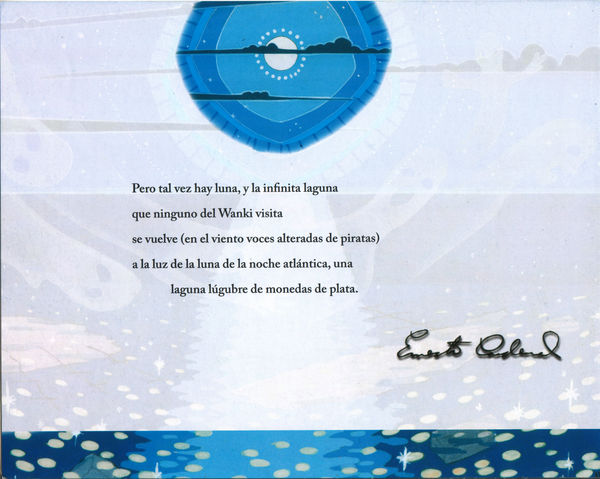 Pero tal vez hay luna, y la infinita laguna
que ninguno del Wanki visita
se vuelve (en el viento voces alteradas de piratas)
a la luz de la luna de la noche atlántica, una
laguna lúgubre de monedas de plata.
Ernesto Cardenal